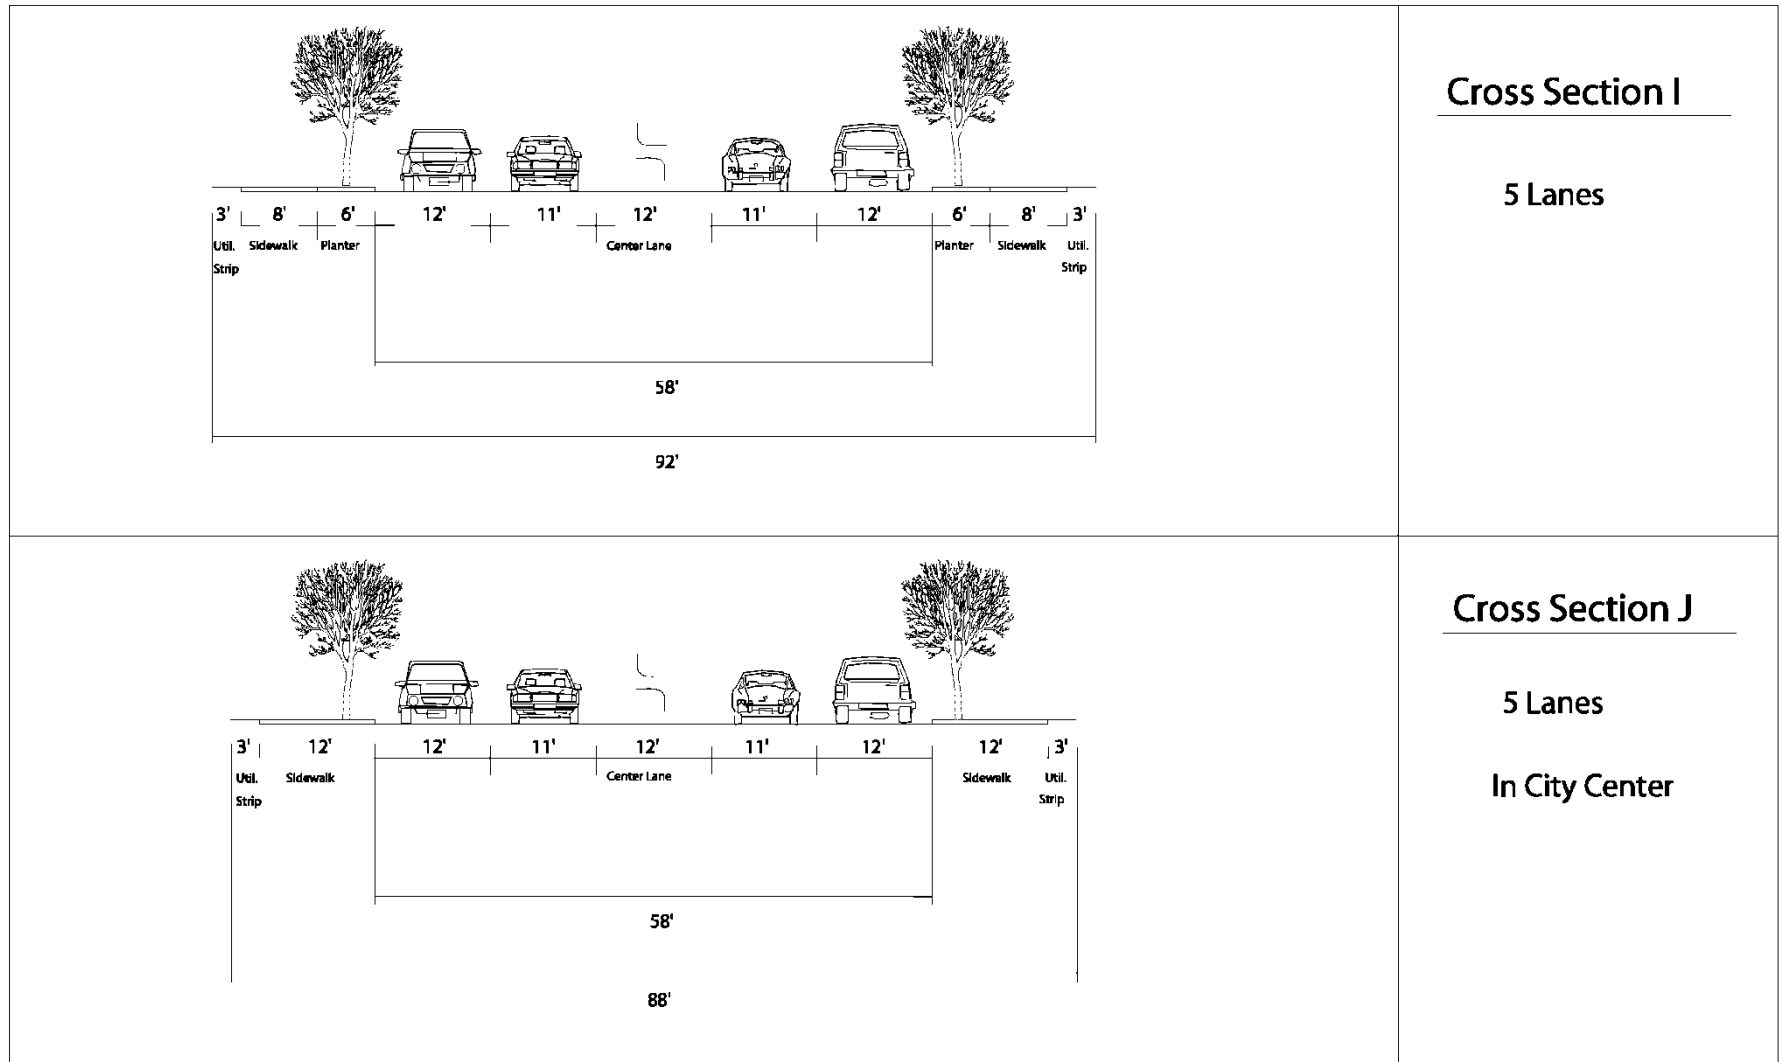 Cross Section I
5 Lanes
3' 8' 6' 12' 11' 12' 11' 12' 6' 8' 3'
Util. Sidewalk Planter Center Lane Planter Sidewalk Util.
Strip Strip
58'
92'
Cross Section J
5 Lanes
In City Center
3' 12' 12' 11' 12' 11' 12' 12' 3'
Util. Sidewalk Center Lane Sidewalk Util.
Strip Strip
58'
88'